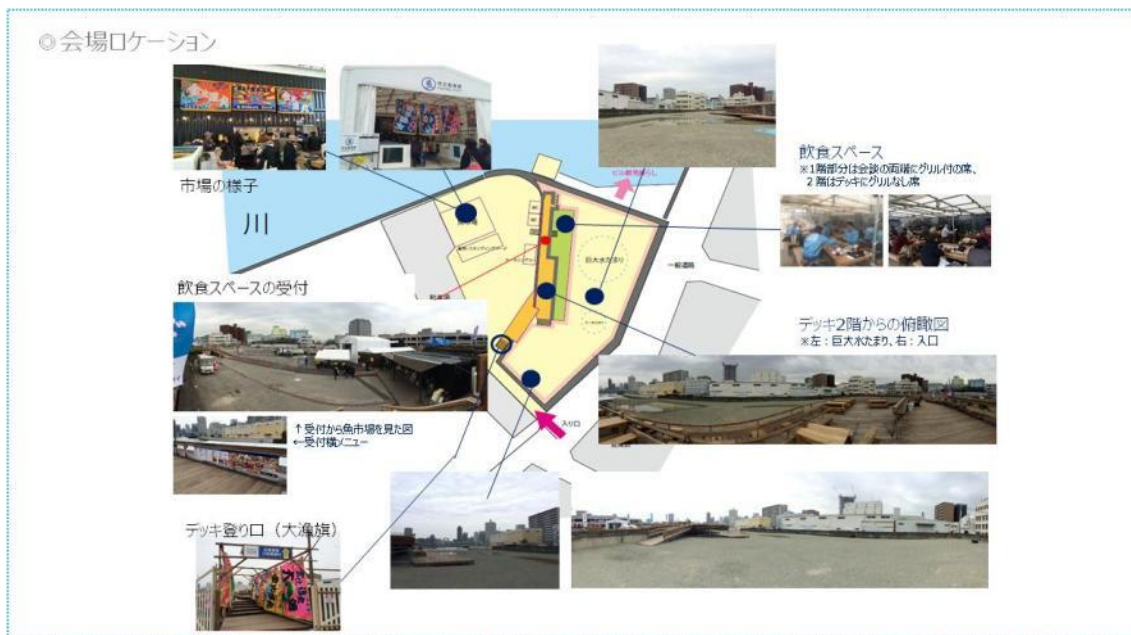 ◎会場ロケーション
市場の様子
川
飲食スペース
※1階部分は会談の両端にグリル付の席、
2階はデッキにグリルなし席
巨大水たまり
一般道路
飲食スペースの受付
デッキ2階からの俯瞰図
※左：巨大水たまり、右：入口
入り口
↑受付から魚市場を見た図
←受付横メニュー
デッキ登り口（大漁旗）